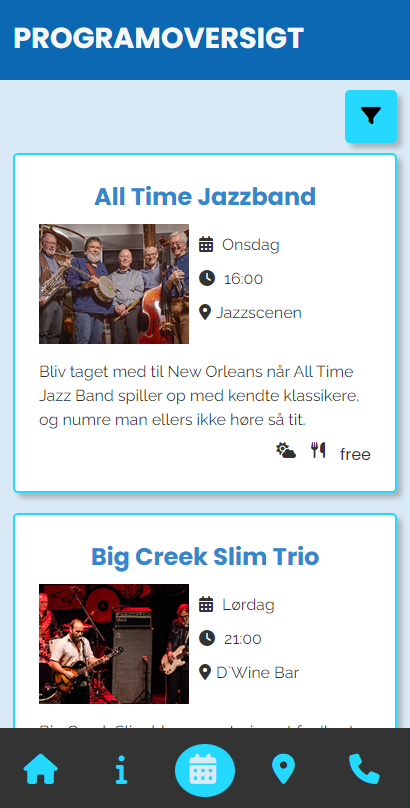 PROGRAMOVERSIGT
All Time Jazzband
Onsdag
16:00
Jazzscenen
Bliv taget med til New Orleans når All Time
Jazz Band spiller op med kendte klassikere,
og numre man ellers ikke høre så tit.
free
Big Creek Slim Trio
Lørdag
21:00
D`Wine Bar